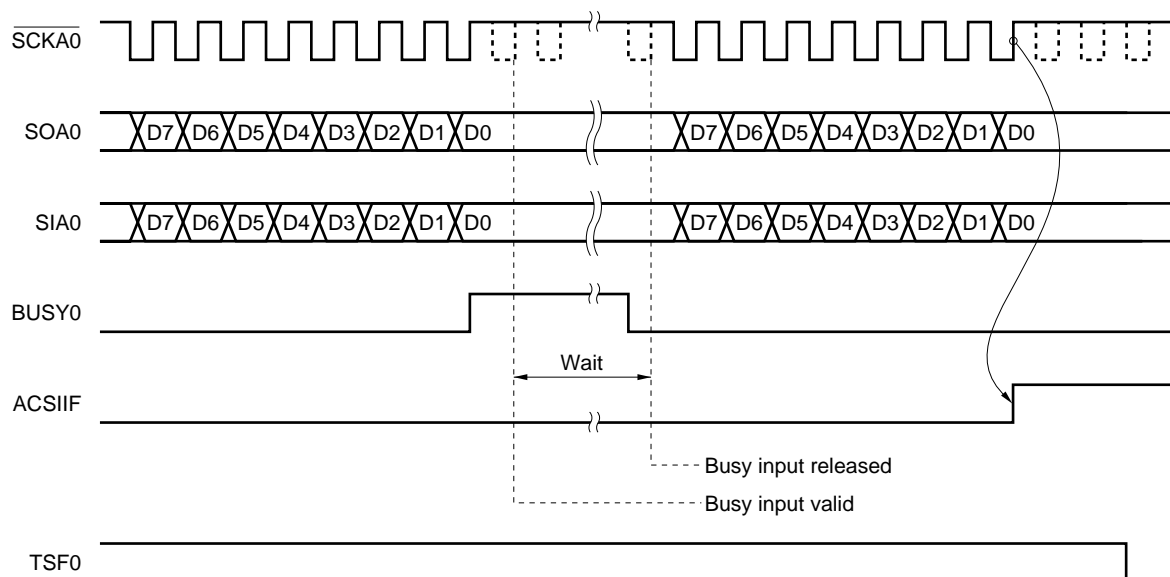 SCKA0
SOA0 D7 D6 D5 D4 D3 D2 D1 D0 D7 D6 D5 D4 D3 D2 D1 D0
SIA0 D7 D6 D5 D4 D3 D2 D1 D0 D7 D6 D5 D4 D3 D2 D1 D0
BUSY0
Wait
ACSIIF
Busy input released
Busy input valid
TSF0